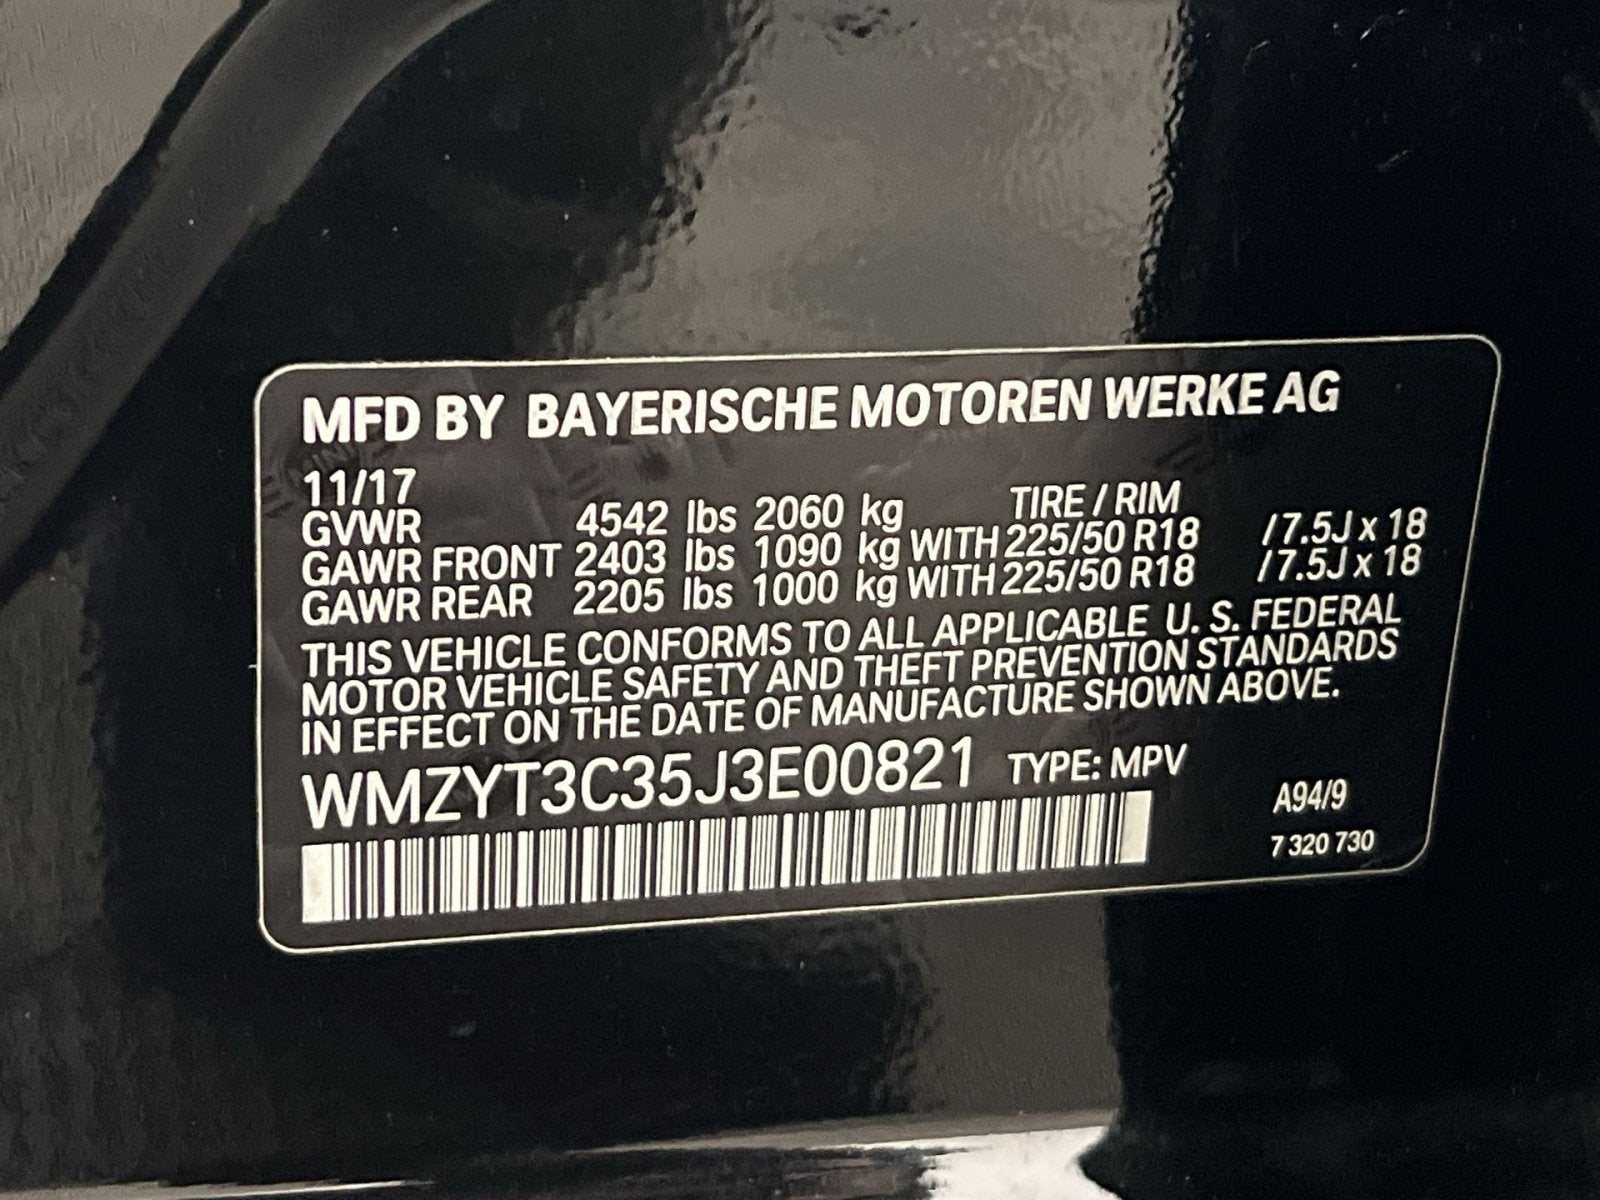 MFD BY BAYERISCHE MOTOREN WERKE AG
11/17
GVWR 4542 lbs 2060 kg TIRE / RIM
GAWR FRONT 2403 lbs 1090 kg WITH 225/50 R18 /7.5J x 18
GAWR REAR 2205 lbs 1000 kg WITH 225/50 R18 /7.5J x 18
THIS VEHICLE CONFORMS TO ALL APPLICABLE U. S. FEDERAL
MOTOR VEHICLE SAFETY AND THEFT PREVENTION STANDARDS
IN EFFECT ON THE DATE OF MANUFACTURE SHOWN ABOVE.
WMZYT3C35J3E00821 TYPE: MPV
A94/9
7 320 730